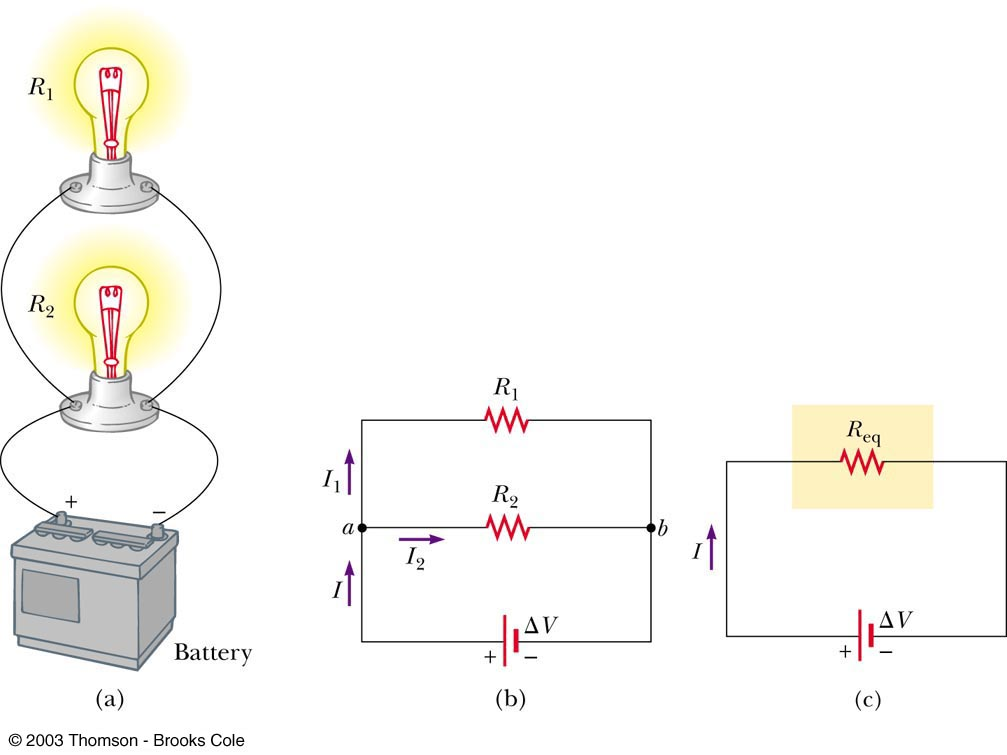 R1
R2
+ −
Battery
(a)
R1
I1
R2
a b
I2
I
ΔV
+ −
(b)
Req
I
ΔV
+ −
(c)
© 2003 Thomson - Brooks Cole